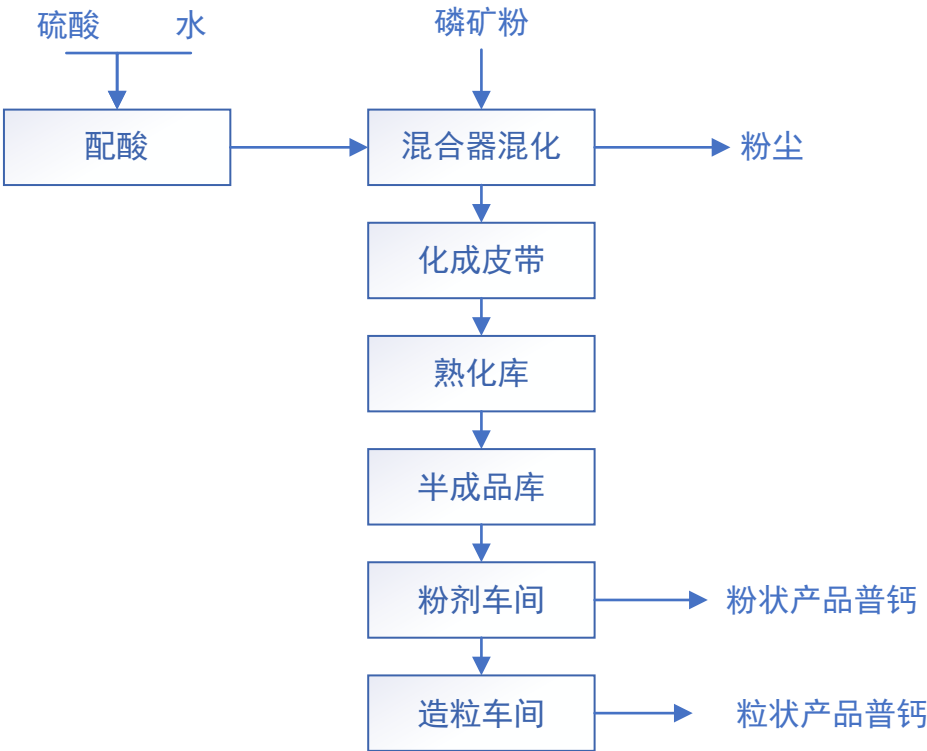 硫酸 水 磷矿粉
配酸 混合器混化 粉尘
化成皮带
熟化库
半成品库
粉剂车间 粉状产品普钙
造粒车间 粒状产品普钙